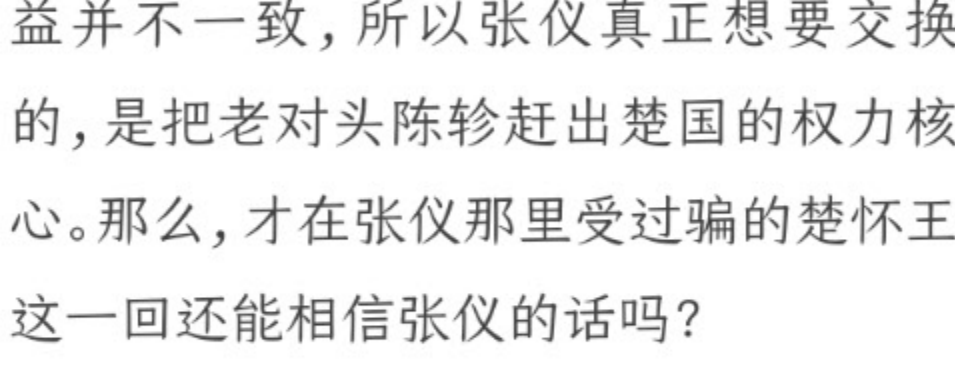 益并不一致，所以张仪真正想要交换
的，是把老对头陈轸赶出楚国的权力核
心。那么，才在张仪那里受过骗的楚怀王
这一回还能相信张仪的话吗？